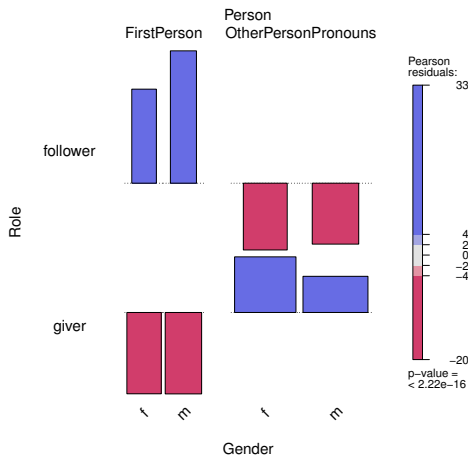 Person
FirstPerson OtherPersonPronouns
Pearson
residuals:
33
follower
Role
4
2
0
−2
−4
giver
−20
p−value =
< 2.22e−16
f m f m
Gender